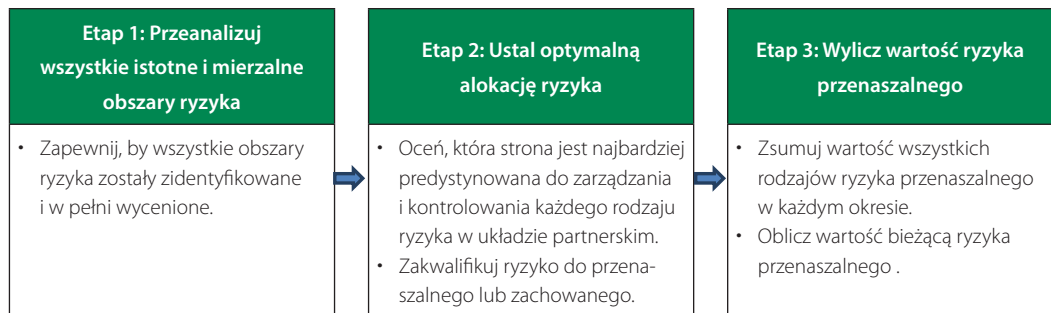 Etap 1: Przeanalizuj
wszystkie istotne i mierzalne
obszary ryzyka
• Zapewnij, by wszystkie obszary
ryzyka zostały zidentyfikowane
i w pełni wycenione.
Etap 2: Ustal optymalną
alokację ryzyka
• Oceń, która strona jest najbardziej
predystynowana do zarządzania
i kontrolowania każdego rodzaju
ryzyka w układzie partnerskim.
• Zakwalifikuj ryzyko do przena-
szalnego lub zachowanego.
Etap 3: Wylicz wartość ryzyka
przenaszalnego
• Zsumuj wartość wszystkich
rodzajów ryzyka przenaszalnego
w każdym okresie.
• Oblicz wartość bieżącą ryzyka
przenaszalnego .